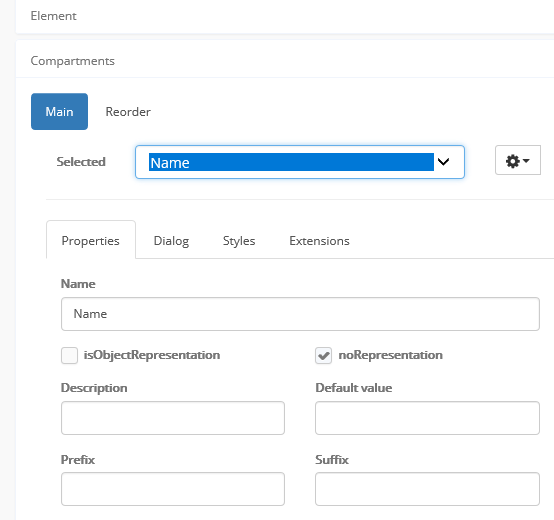 Element
Compartments
Main Reorder
Selected Name
Properties Dialog Styles Extensions
Name
Name
isObjectRepresentation noRepresentation
Description Default value
Prefix Suffix